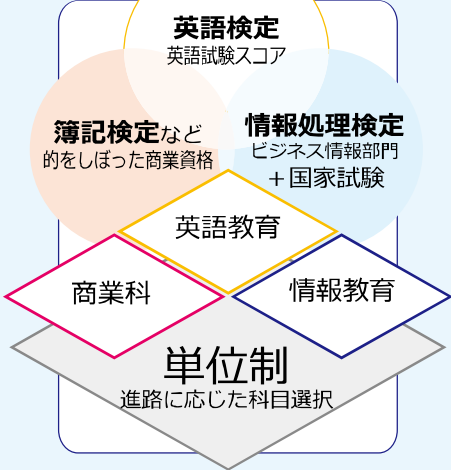 英語検定
英語試験スコア
簿記検定など
的をしぼった商業資格
情報処理検定
ビジネス情報部門
＋国家試験
英語教育
商業科
情報教育
単位制
進路に応じた科目選択